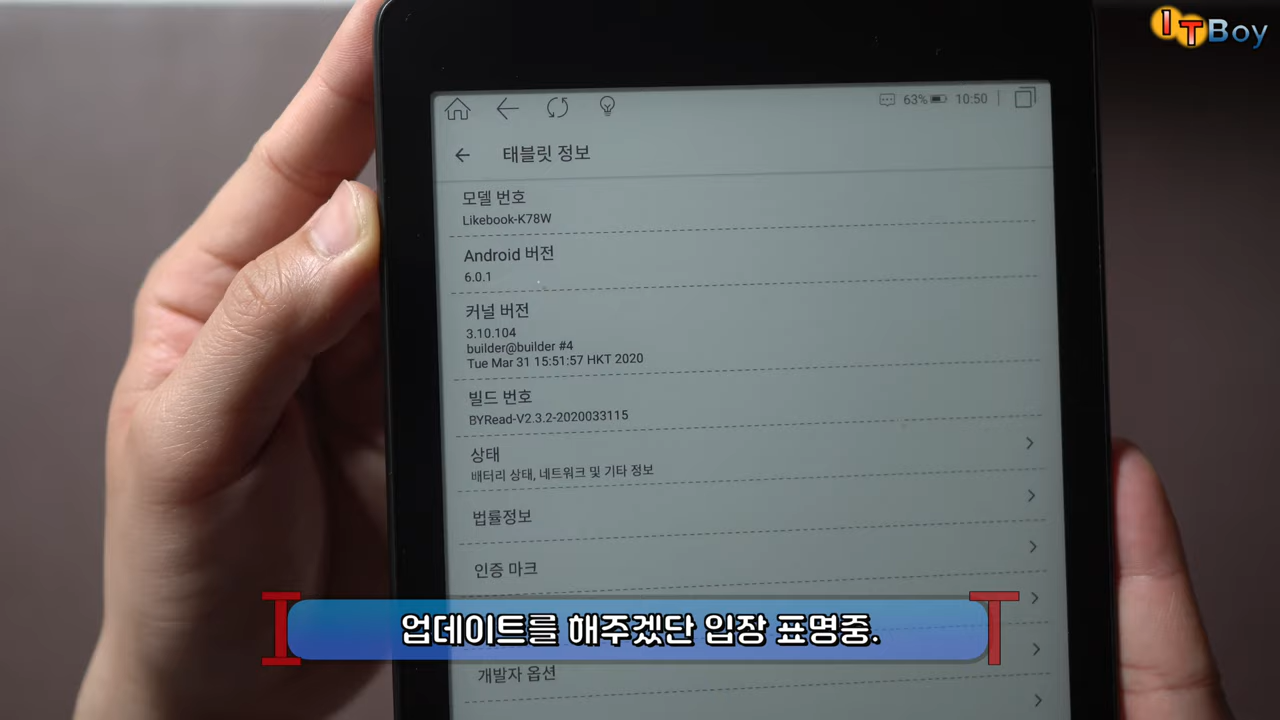 ITBoy
63% 10:50
태블릿 정보
모델 번호
Likebook-K78W
Android 버전
6.0.1
커널 버전
3.10.104
builder@builder #4
Tue Mar 31 15:51:57 HKT 2020
빌드 번호
BYRead-V2.3.2-2020033115
상태
배터리 상태, 네트워크 및 기타 정보
법률정보
인증 마크
I 업데이트를 해주겠단 입장 표명중. T
개발자 옵션